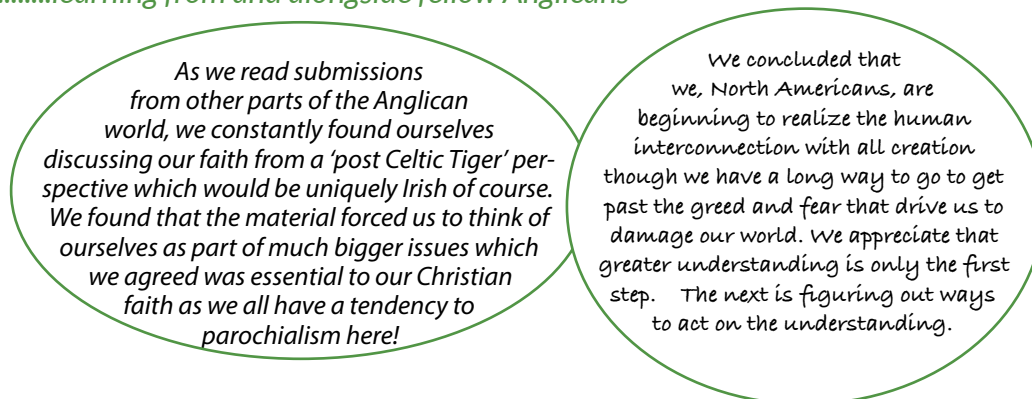 .........learning from and alongside fellow Anglicans
As we read submissions
from other parts of the Anglican
world, we constantly found ourselves
discussing our faith from a ‘post Celtic Tiger’ per-
spective which would be uniquely Irish of course.
We found that the material forced us to think of
ourselves as part of much bigger issues which
we agreed was essential to our Christian
faith as we all have a tendency to
parochialism here!
We concluded that
we, North Americans, are
beginning to realize the human
interconnection with all creation
though we have a long way to go to get
past the greed and fear that drive us to
damage our world. We appreciate that
greater understanding is only the first
step. The next is figuring out ways
to act on the understanding.